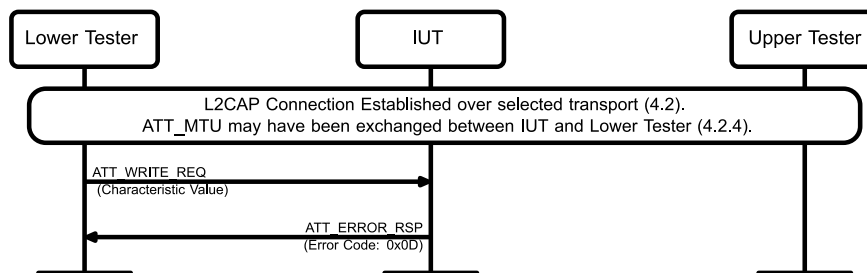 Lower Tester
IUT
Upper Tester
L2CAP Connection Established over selected transport (4.2).
ATT_MTU may have been exchanged between IUT and Lower Tester (4.2.4).
ATT_WRITE_REQ
(Characteristic Value)
ATT_ERROR_RSP
(Error Code: 0x0D)